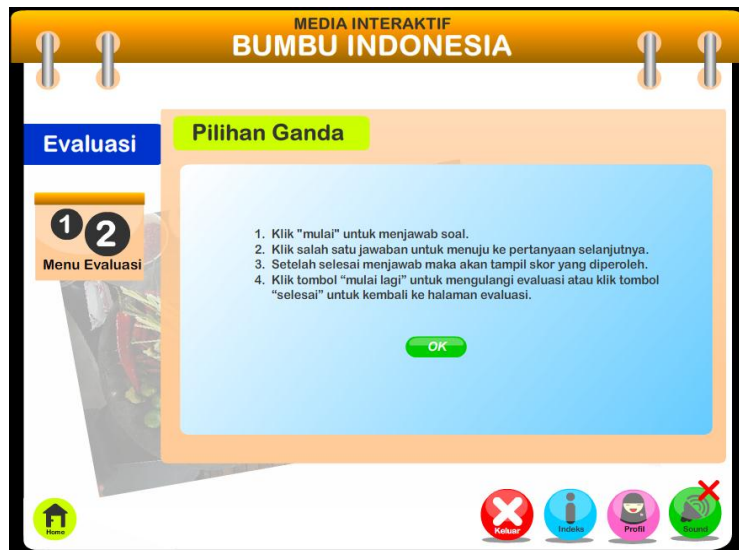 MEDIA INTERAKTIF
BUMBU INDONESIA
Evaluasi
Pilihan Ganda
1 2
Menu Evaluasi
1. Klik "mulai" untuk menjawab soal.
2. Klik salah satu jawaban untuk menuju ke pertanyaan selanjutnya.
3. Setelah selesai menjawab maka akan tampil skor yang diperoleh.
4. Klik tombol “mulai lagi” untuk mengulangi evaluasi atau klik tombol
“selesai” untuk kembali ke halaman evaluasi.
OK
Home
Keluar
Indeks
Profil
Sound